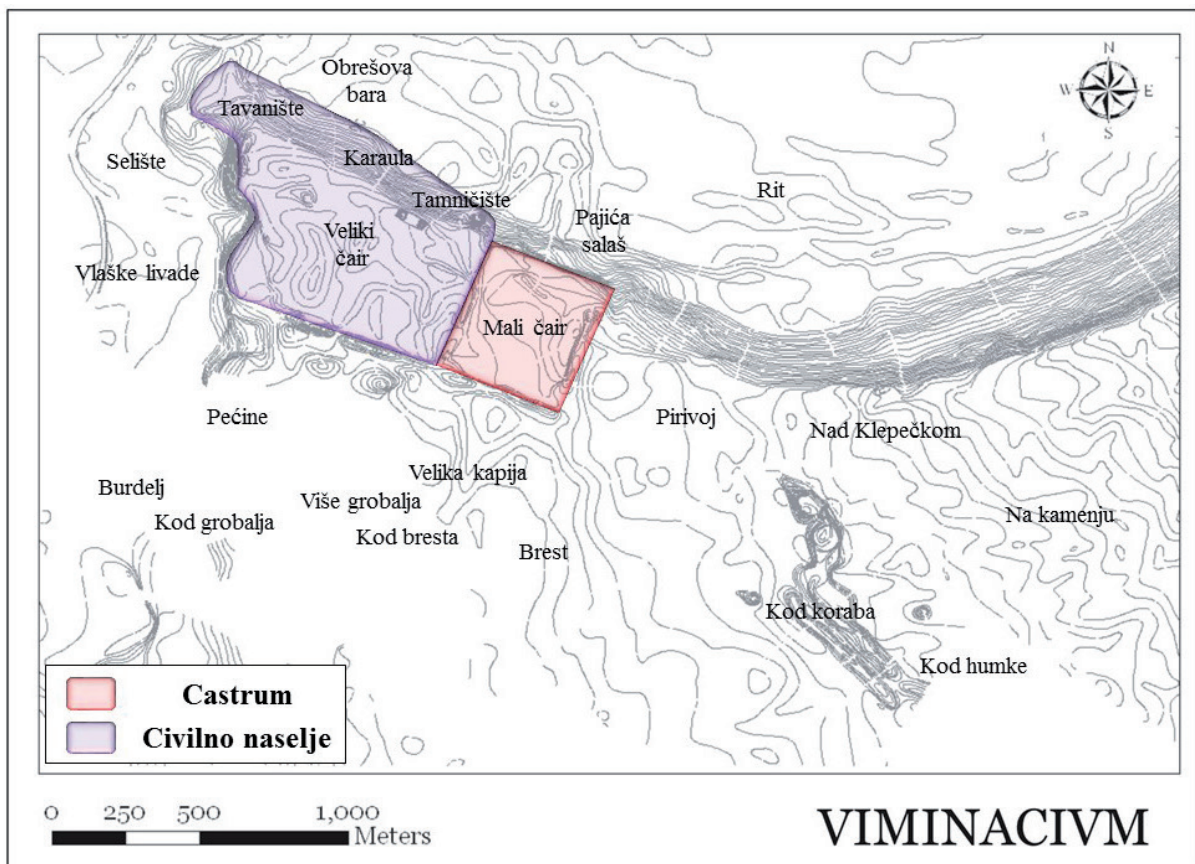 N
W E
S
Obrešova
bara
Tavanište
Karaula
Selište
Tamničište
Rit
Pajića
salaš
Veliki
čair
Vlaške livade
Mali čair
Pećine
Pirivoj
Nad Klepečkom
Velika kapija
Burdelj
Više grobalja
Kod grobalja
Kod bresta
Na kamenju
Brest
Kod koraba
Kod humke
Castrum
Civilno naselje
0 250 500 1,000
Meters
VIMINACIVM